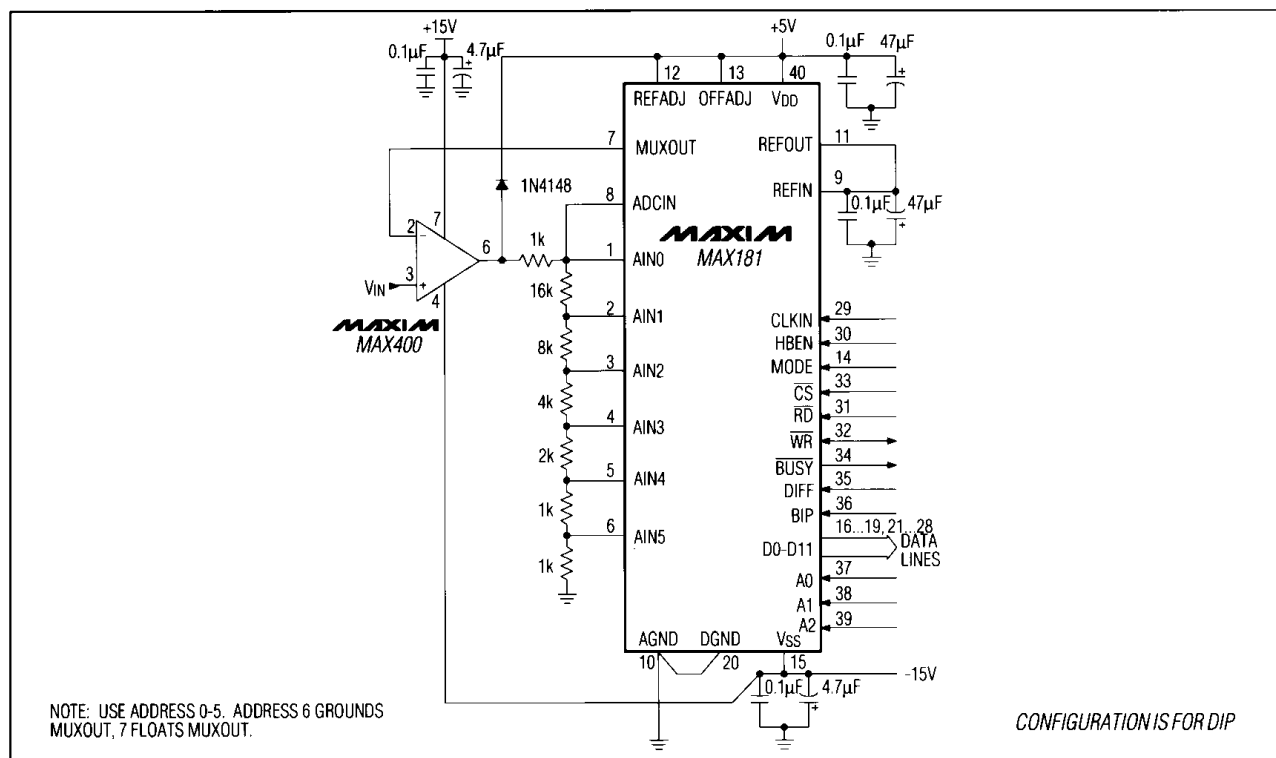 +15V
+5V
0.1µF
4.7µF
0.1µF
47µF
12
13
40
REFADJ
OFFADJ
VDD
7
MUXOUT
REFOUT
11
1N4148
8
ADCIN
REFIN
9
0.1µF
47µF
MAXIM
MAX181
2
7
-
6
1k
1
AIN0
3
+
4
VIN
16k
2
AIN1
CLKIN
29
MAXIM
MAX400
8k
HBEN
30
3
AIN2
MODE
14
4k
CS
33
4
AIN3
RD
31
2k
WR
32
BUSY
34
5
AIN4
DIFF
35
1k
BIP
36
6
AIN5
16...19, 21...28
D0-D11
DATA
LINES
1k
A0
37
A1
38
A2
39
AGND
DGND
VSS
10
20
15
-15V
0.1µF
4.7µF
NOTE: USE ADDRESS 0-5. ADDRESS 6 GROUNDS
MUXOUT, 7 FLOATS MUXOUT.
CONFIGURATION IS FOR DIP